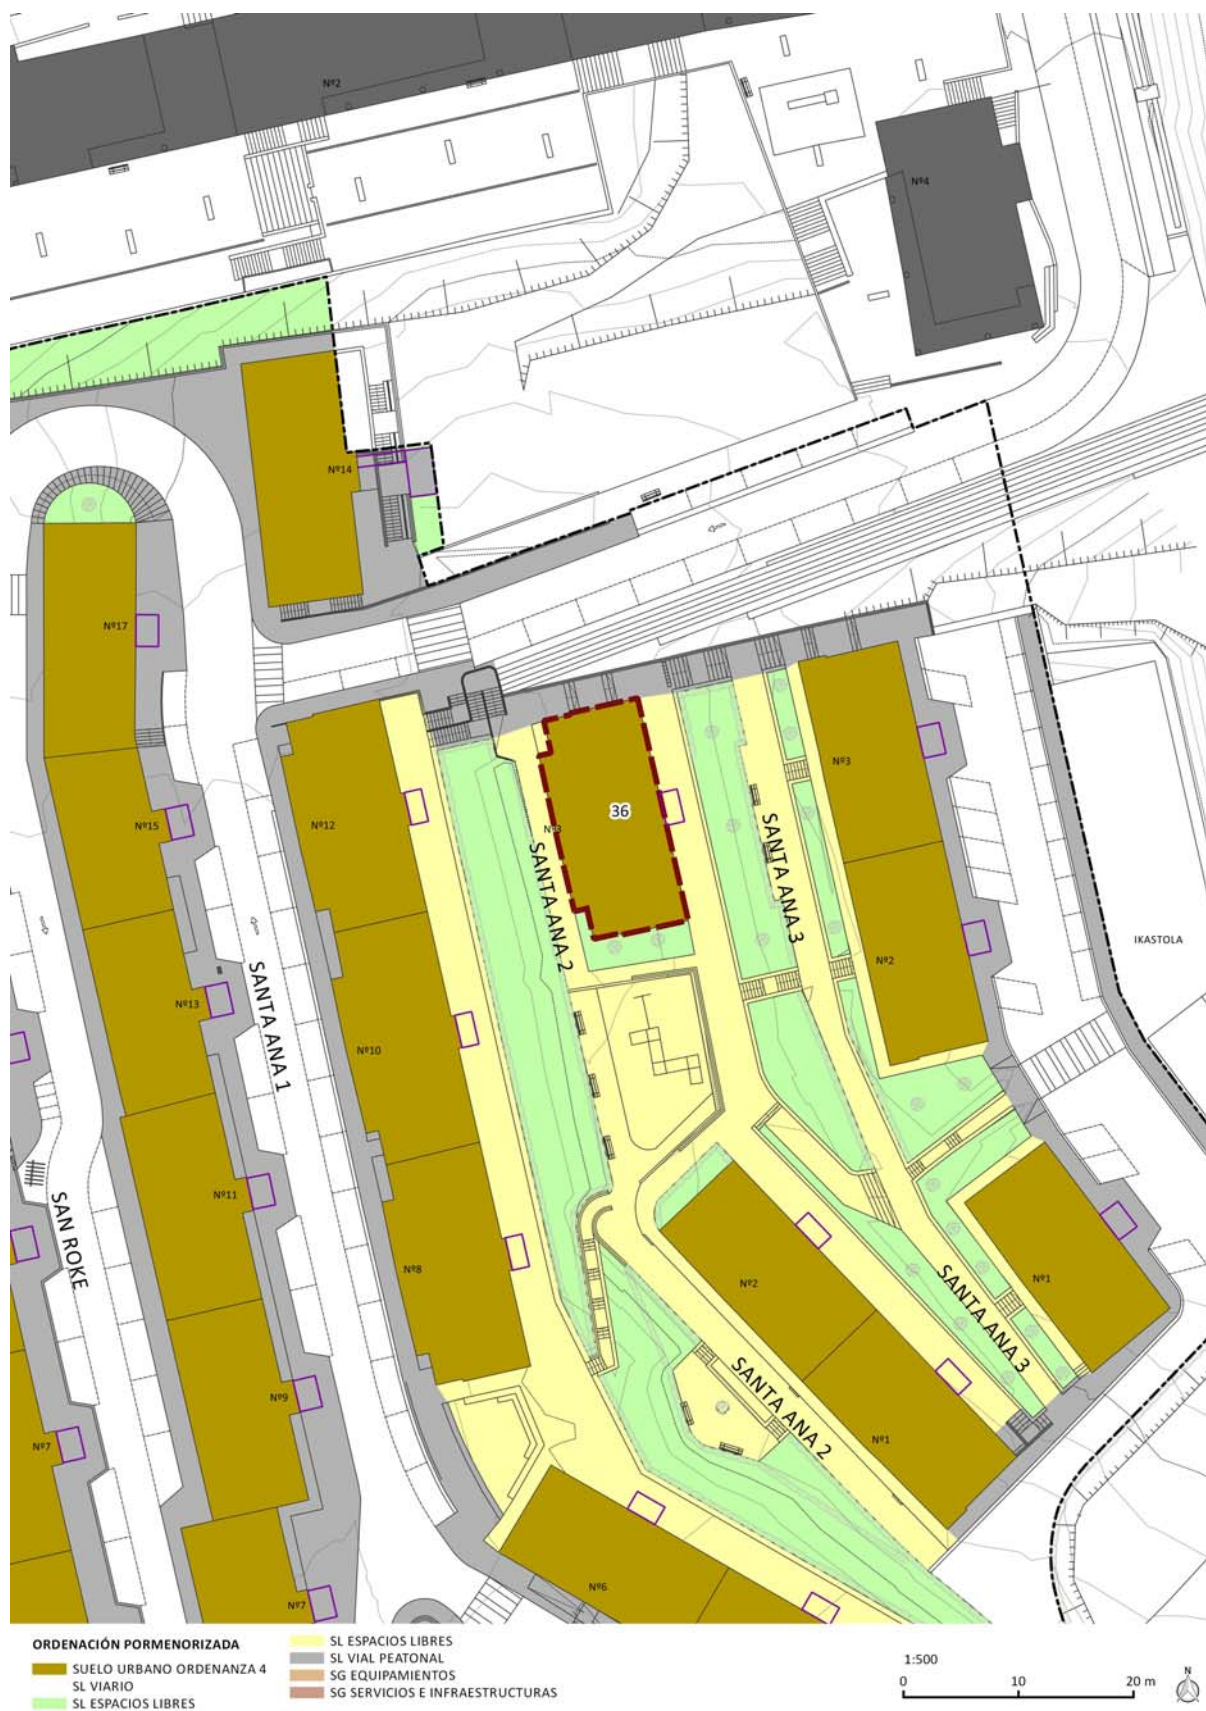 Nº2
Nº4
Nº14
Nº17
Nº3
Nº15
Nº12
36
Nº3
SANTA ANA 2
SANTA ANA 3
IKASTOLA
Nº2
Nº13
SANTA ANA 1
Nº10
Nº11
SAN ROKE
Nº8
Nº2
Nº1
SANTA ANA 3
SANTA ANA 2
Nº9
Nº7
Nº1
Nº6
Nº7
ORDENACIÓN PORMENORIZADA
SUELO URBANO ORDENANZA 4
SL VIARIO
SL ESPACIOS LIBRES
SL ESPACIOS LIBRES
SL VIAL PEATONAL
SG EQUIPAMIENTOS
SG SERVICIOS E INFRAESTRUCTURAS
1:500
0 10 20 m
N